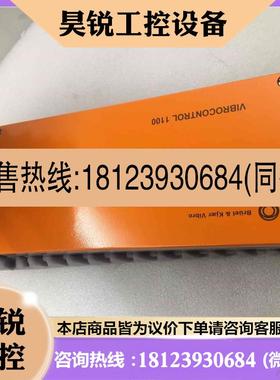 昊锐工控设备
VIBROCONTROL 1100
售热线:18123930684(同
Brüel & Kjær Vibro
锐 本店商品皆为议价下单请咨询客服
控 咨询热线:18123930684 (微